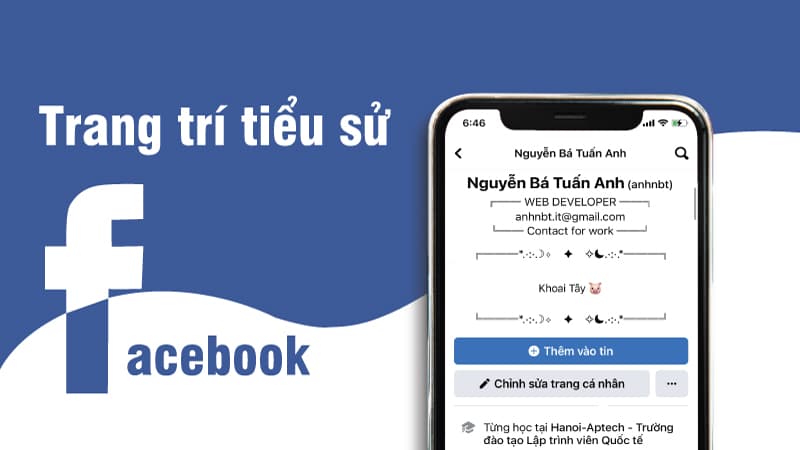 Trang trí tiểu sử
facebook
6:46
Nguyễn Bá Tuấn Anh
Nguyễn Bá Tuấn Anh (anhnbt)
┌── WEB DEVELOPER ──┐
anhnbt.it@gmail.com
└── Contact for work ──┘
┌─────*.·:·.☽✧ ✦ ✧☾.·:·.*─────┐
Khoai Tây 🐷
└─────*.·:·.☽✧ ✦ ✧☾.·:·.*─────┘
Thêm vào tin
Chỉnh sửa trang cá nhân
Từng học tại Hanoi-Aptech - Trường
đào tạo Lập trình viên Quốc tế